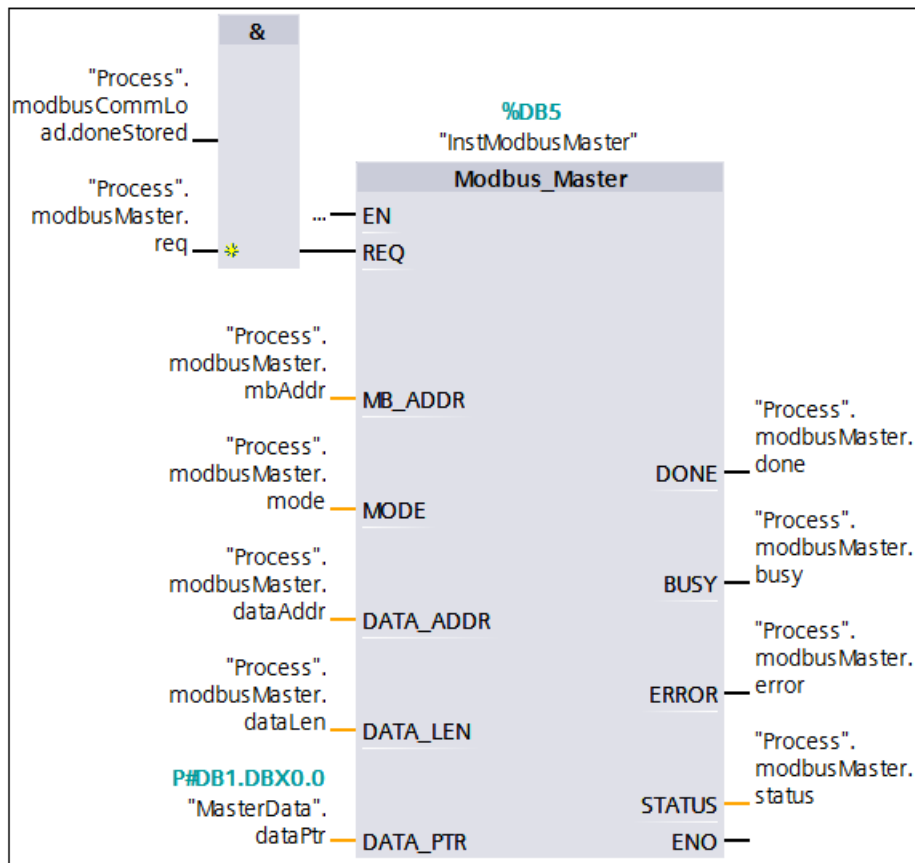 &
"Process".
modbusCommLo
ad.doneStored
"Process".
modbusMaster.
req
%DB5
"InstModbusMaster"
Modbus_Master
... EN
REQ
"Process".
modbusMaster.
mbAddr
MB_ADDR
"Process".
modbusMaster.
mode
MODE
"Process".
modbusMaster.
dataAddr
DATA_ADDR
"Process".
modbusMaster.
dataLen
DATA_LEN
P#DB1.DBX0.0
"MasterData".
dataPtr
DATA_PTR
"Process".
modbusMaster.
DONE done
"Process".
modbusMaster.
BUSY busy
"Process".
modbusMaster.
ERROR error
"Process".
modbusMaster.
STATUS status
ENO